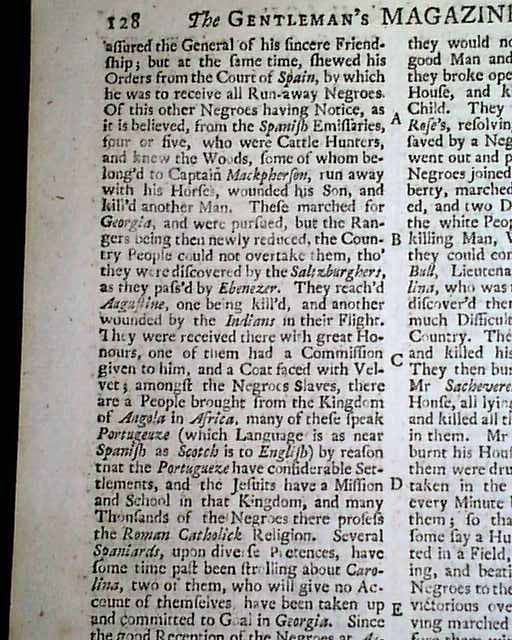 128 The GENTLEMAN's MAGAZINE
assured the General of his sincere Friend-
ship; but at the same time, shewed his
Orders from the Court of Spain, by which
he was to receive all Run-away Negroes.
Of this other Negroes having Notice, as
it is believed, from the Spanish Emissaries,
four or five, who were Cattle Hunters,
and knew the Woods, some of whom be-
long'd to Captain Mackpherson, run away
with his Horses, wounded his Son, and
kill'd another Man. These marched for
Georgia, and were pursued, but the Ran-
gers being then newly reduced, the Coun-
try People could not overtake them, tho'
they were discovered by the Saltzburghers,
as they pass'd by Ebenezer. They reach'd
Augustine, one being kill'd, and another
wounded by the Indians in their Flight.
They were received there with great Ho-
nours, one of them had a Commission
given to him, and a Coat faced with Vel-
vet; amongst the Negroes Slaves, there
are a People brought from the Kingdom
of Angola in Africa, many of these speak
Portugeuze (which Language is as near
Spanish as Scotch is to English) by reason
that the Portugueze have considerable Set-
tlements, and the Jesuits have a Mission
and School in that Kingdom, and many
Thousands of the Negroes there profess
the Roman Catholick Religion. Several
Spaniards, upon diverse Pretences, have
some time past been strolling about Caro-
lina, two of them, who will give no Ac-
count of themselves, have been taken up
and committed to Goal in Georgia. Since
the good Reception of the Negroes at
A
B
C
D
E
they would no
good Man and
they broke ope
House, and k
Child. They
Rose's, resolvin
saved by a Neg
went out and p
Negroes joined
berty, marched
ed, and two D
the white Peop
killing Man, W
they could com
Bull, Lieutena
lina, who was
discover'd the
much Difficult
Country. The
and killed his
They then bur
Mr Sacheverel
House, all lying
and killed all t
in them. Mr
burnt his Hous
them were dru
taken in the
every Minute
them; so tha
some say a Hu
ted in a Field,
ing, and beati
Negroes to the
victorious ove
ving marched